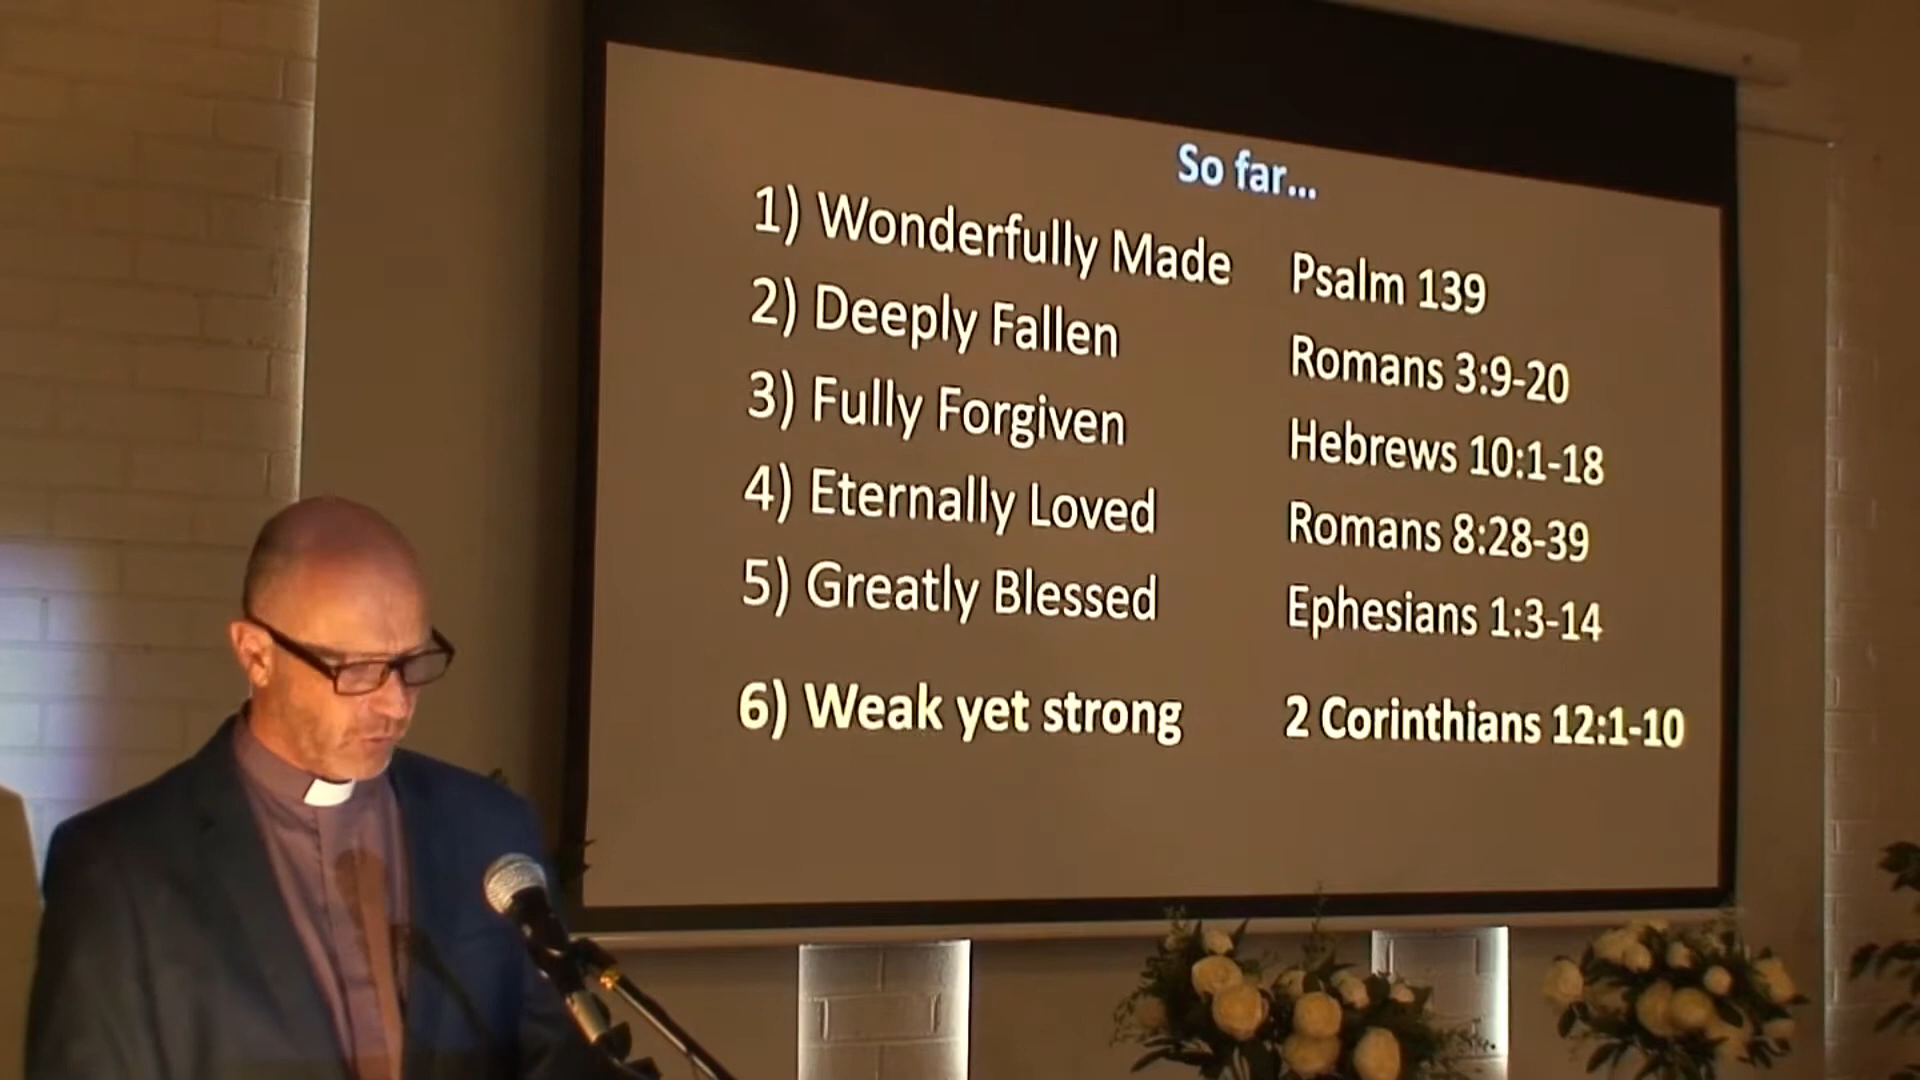 So far...
1) Wonderfully Made Psalm 139
2) Deeply Fallen Romans 3:9-20
3) Fully Forgiven Hebrews 10:1-18
4) Eternally Loved Romans 8:28-39
5) Greatly Blessed Ephesians 1:3-14
6) Weak yet strong 2 Corinthians 12:1-10